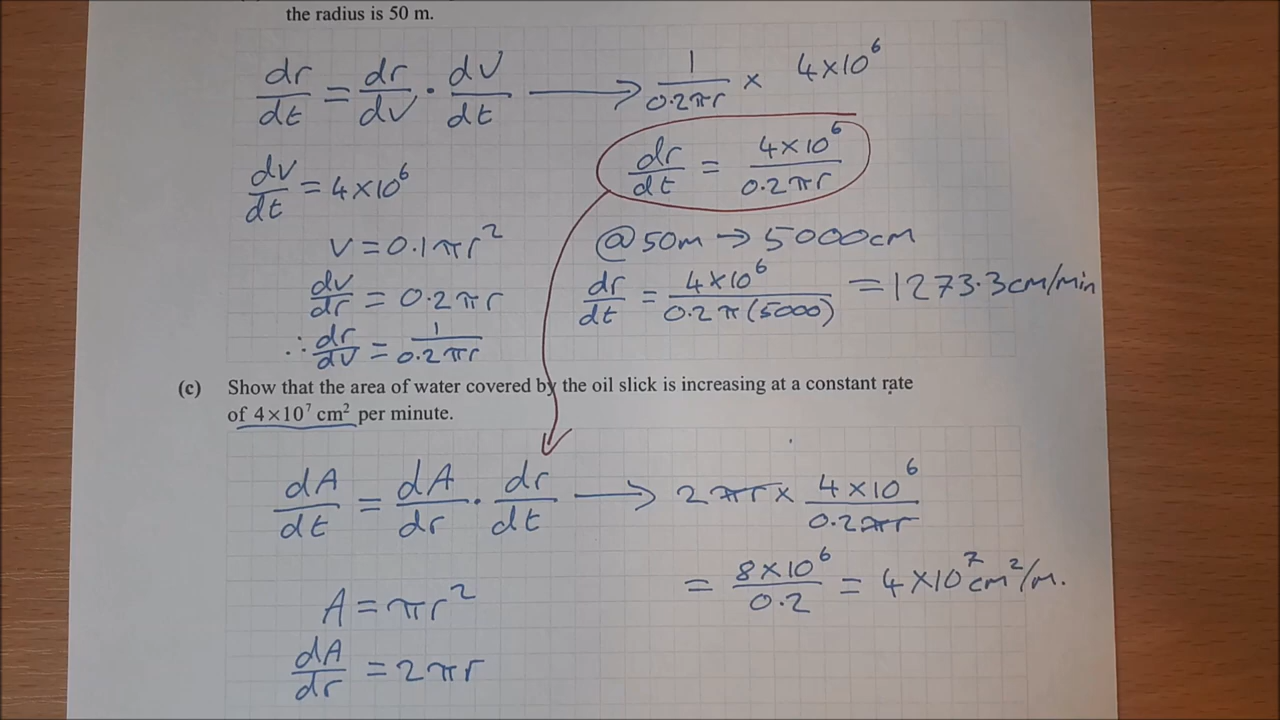 the radius is 50 m.
dr/dt = dr/dv · dv/dt → 1/0.2πr × 4×10⁶
dv/dt = 4×10⁶
v = 0.1πr²
dv/dr = 0.2πr
∴ dr/dv = 1/0.2πr
dr/dt = 4×10⁶/0.2πr
@50m → 5000cm
dr/dt = 4×10⁶/0.2π(5000) = 1273.3cm/min
(c) Show that the area of water covered by the oil slick is increasing at a constant rate
of 4×10⁷ cm² per minute.
dA/dt = dA/dr · dr/dt → 2πr × 4×10⁶/0.2πr
= 8×10⁶/0.2 = 4×10⁷cm²/m.
A = πr²
dA/dr = 2πr